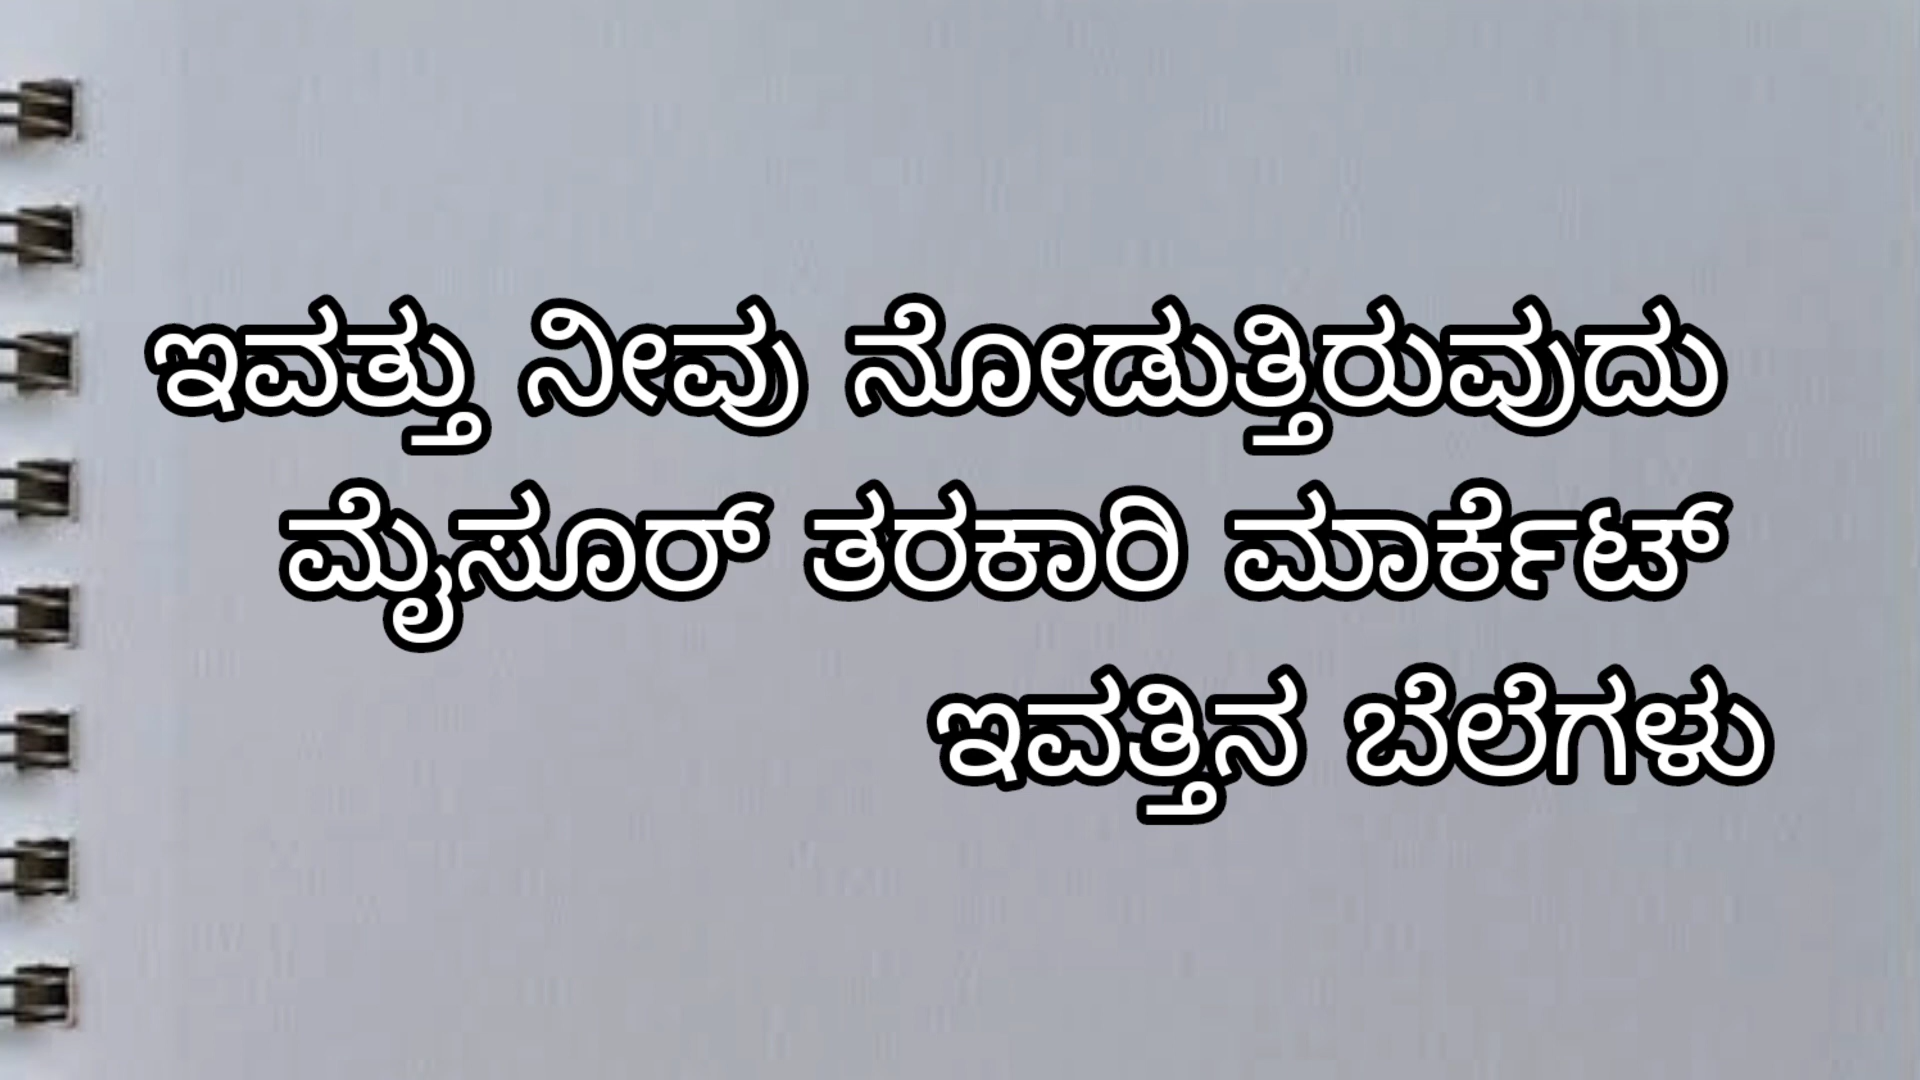 ಇವತ್ತು ನೀವು ನೋಡುತ್ತಿರುವುದು
ಮೈಸೂರ್ ತರಕಾರಿ ಮಾರ್ಕೆಟ್
ಇವತ್ತಿನ ಬೆಲೆಗಳು